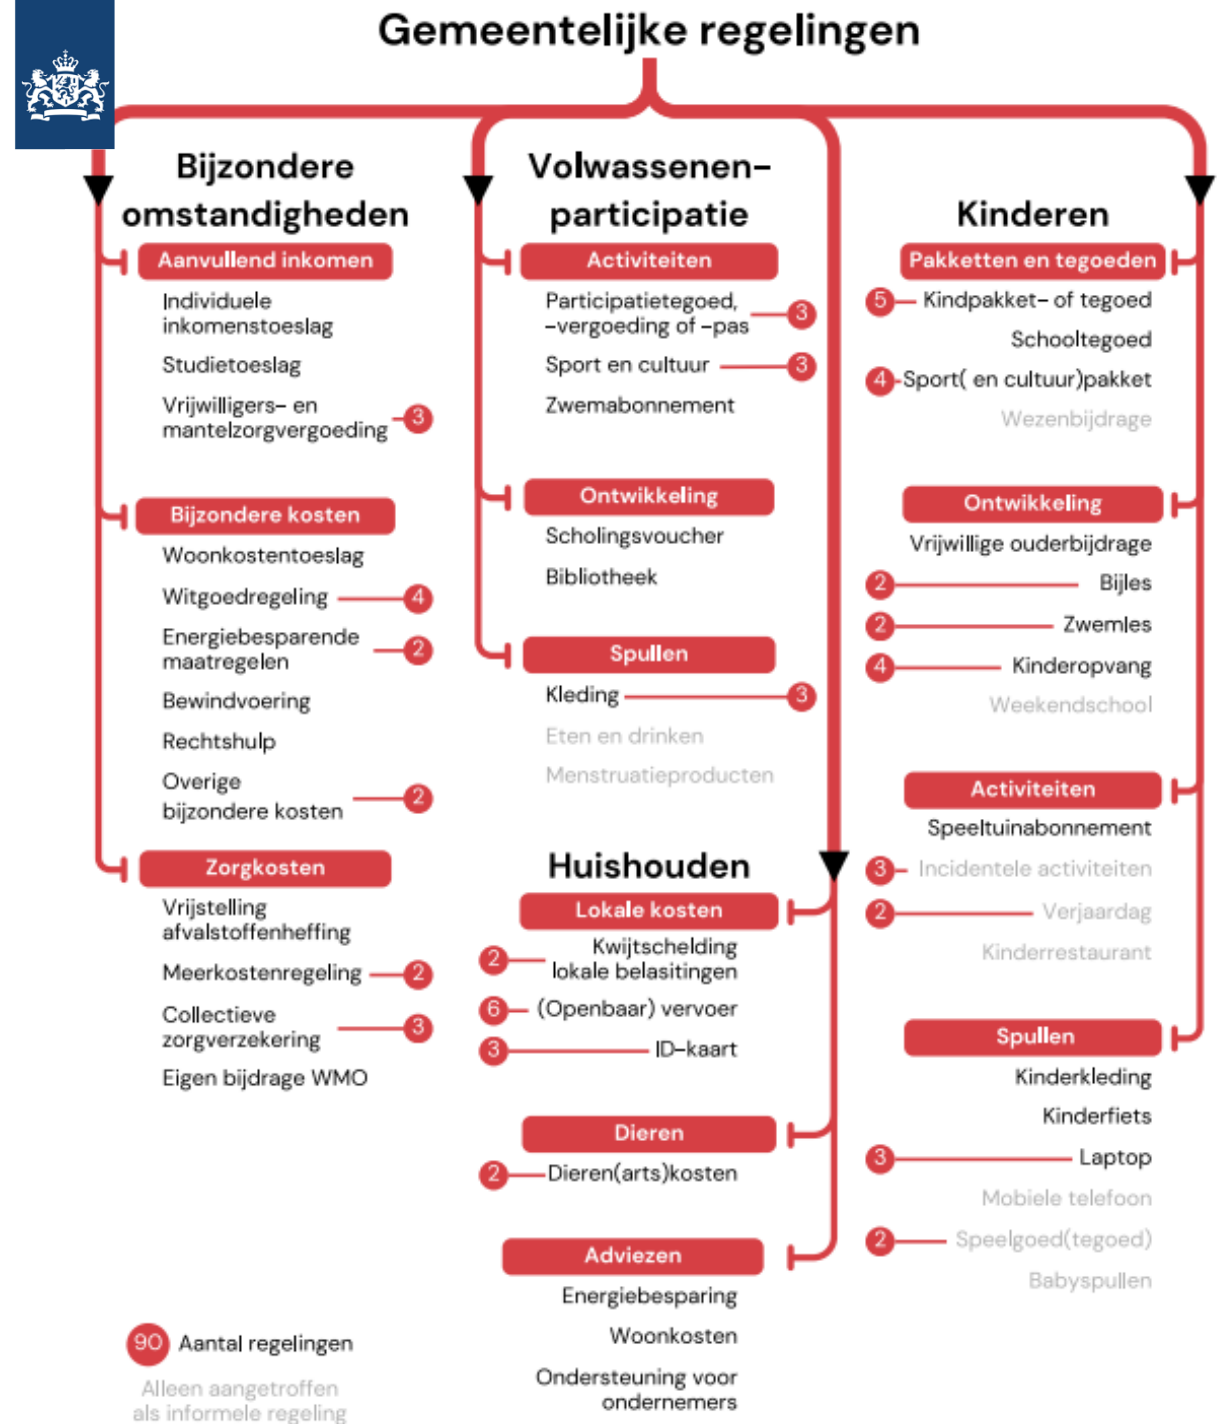 Gemeentelijke regelingen
Bijzondere
omstandigheden
Aanvullend inkomen
Individuele
inkomenstoeslag
Studietoeslag
Vrijwilligers- en
mantelzorgvergoeding 3
Bijzondere kosten
Woonkostentoeslag
Witgoedregeling 4
Energiebesparende
maatregelen 2
Bewindvoering
Rechtshulp
Overige
bijzondere kosten 2
Zorgkosten
Vrijstelling
afvalstoffenheffing
Meerkostenregeling 2
Collectieve
zorgverzekering 3
Eigen bijdrage WMO
Volwassenen-
participatie
Activiteiten
Participatietegoed,
-vergoeding of -pas 3
Sport en cultuur 3
Zwemabonnement
Ontwikkeling
Scholingsvoucher
Bibliotheek
Spullen
Kleding 3
Eten en drinken
Menstruatieproducten
Huishouden
Lokale kosten
Kwijtschelding
2 lokale belasitingen
6 (Openbaar) vervoer
3 ID-kaart
Dieren
2 Dieren(arts)kosten
Adviezen
Energiebesparing
Woonkosten
Ondersteuning voor
ondernemers
Kinderen
Pakketten en tegoeden
5 Kindpakket- of tegoed
Schooltegoed
4 Sport( en cultuur)pakket
Wezenbijdrage
Ontwikkeling
Vrijwillige ouderbijdrage
2 Bijles
2 Zwemles
4 Kinderopvang
Weekendschool
Activiteiten
Speeltuinabonnement
3 Incidentele activiteiten
2 Verjaardag
Kinderrestaurant
Spullen
Kinderkleding
Kinderfiets
3 Laptop
Mobiele telefoon
2 Speelgoed(tegoed)
Babyspullen
90 Aantal regelingen
Alleen aangetroffen
als informele regeling